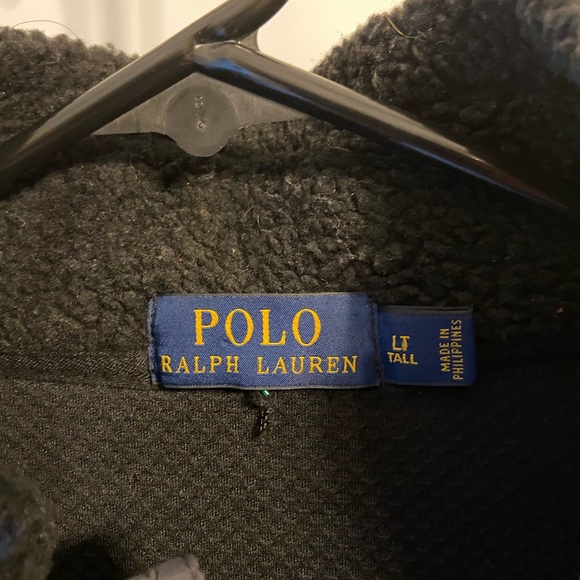 POLO
RALPH LAUREN
LT
TALL
MADE IN
PHILIPPINES